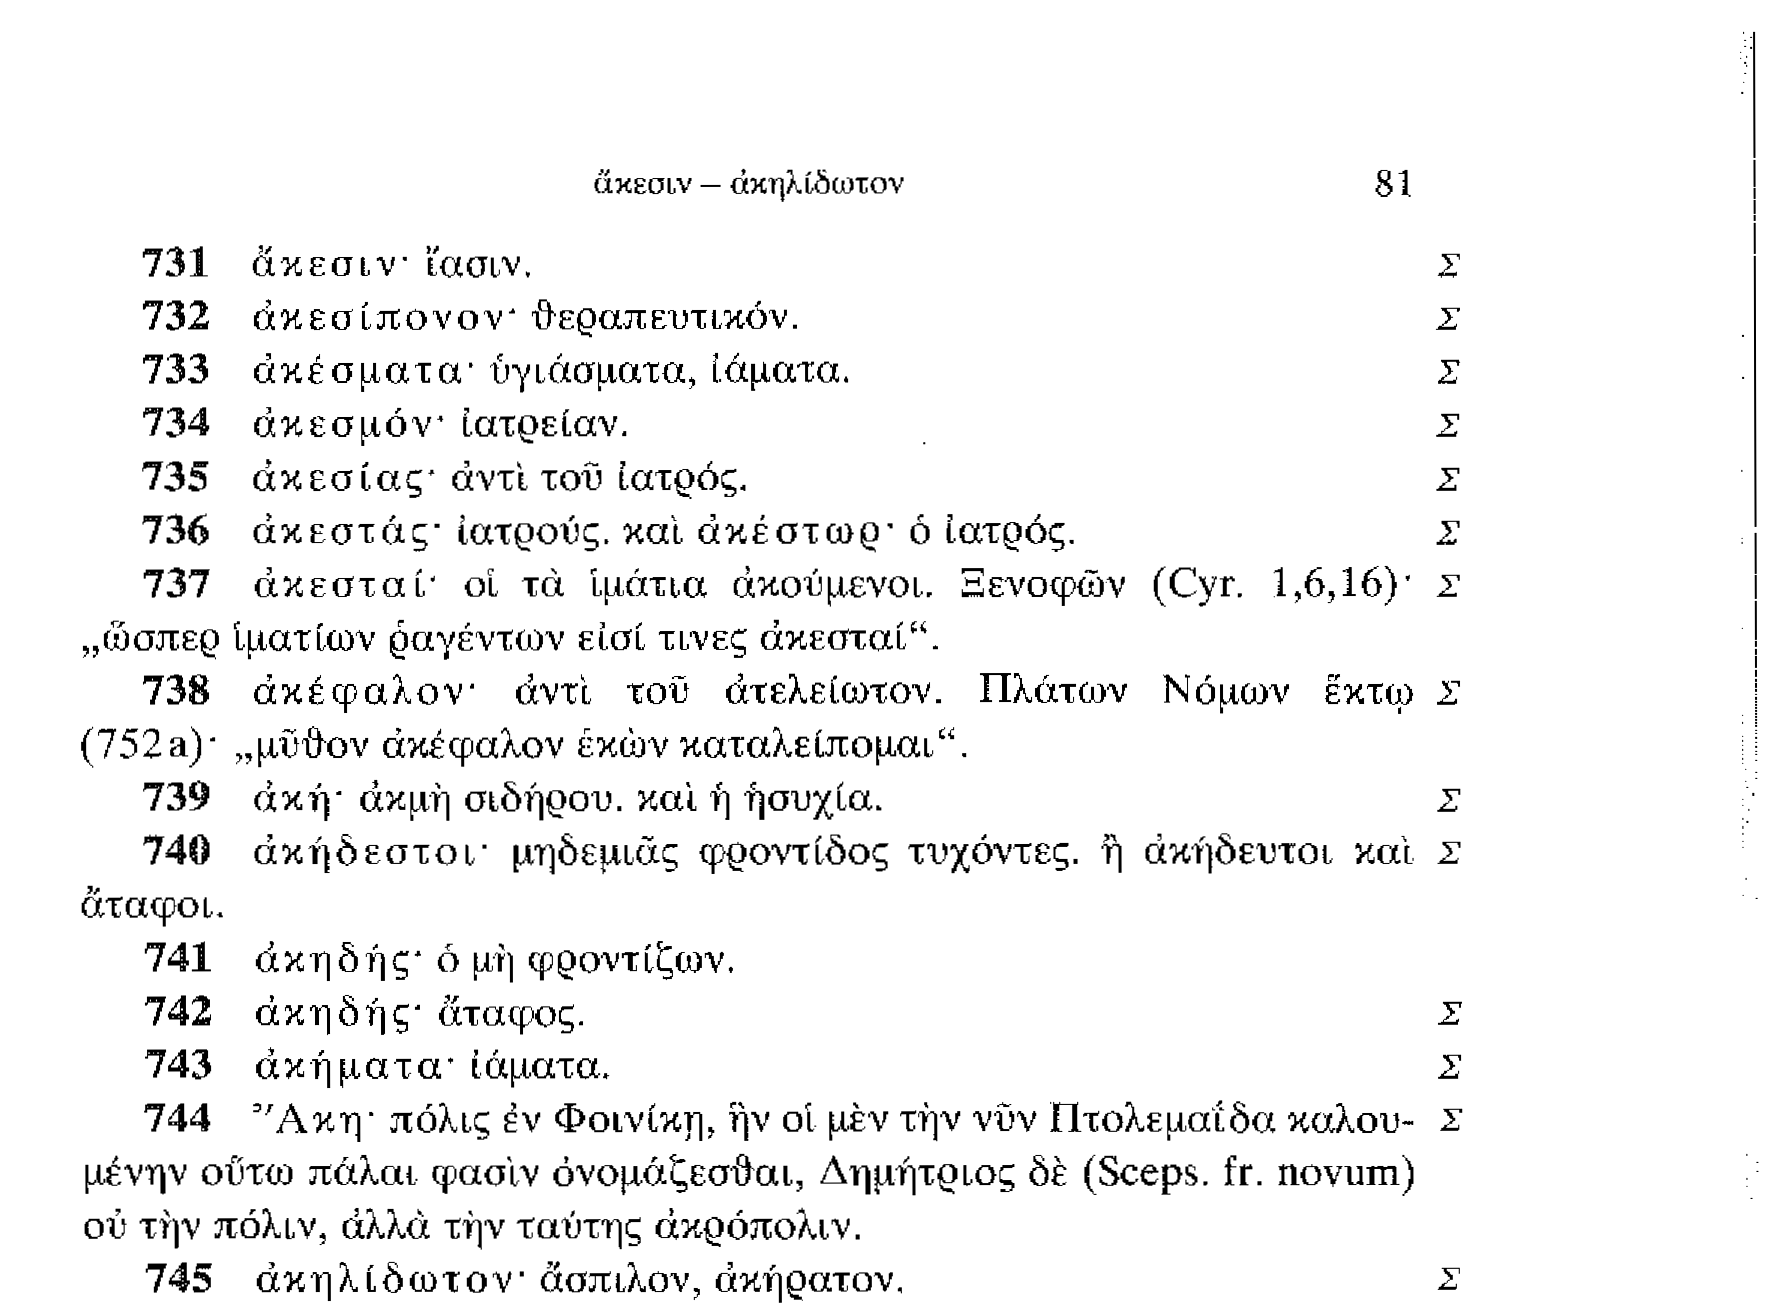 ἄκεσιν – ἀκηλίδωτον 81
731 ἄκεσιν· ἴασιν. Σ
732 ἀκεσίπονον· θεραπευτικόν. Σ
733 ἀκέσματα· ὑγιάσματα, ἰάματα. Σ
734 ἀκεσμόν· ἰατρείαν. Σ
735 ἀκεσίας· ἀντὶ τοῦ ἰατρός. Σ
736 ἀκεστάς· ἰατρούς. καὶ ἀκέστωρ· ὁ ἰατρός. Σ
737 ἀκεσταί· οἱ τὰ ἱμάτια ἀκούμενοι. Ξενοφῶν (Cyr. 1,6,16)· Σ
„ὥσπερ ἱματίων ῥαγέντων εἰσί τινες ἀκεσταί“.
738 ἀκέφαλον· ἀντὶ τοῦ ἀτελείωτον. Πλάτων Νόμων ἕκτῳ Σ
(752a)· „μῦθον ἀκέφαλον ἑκὼν καταλείπομαι“.
739 ἀκή· ἀκμὴ σιδήρου. καὶ ἡ ἡσυχία. Σ
740 ἀκήδεστοι· μηδεμιᾶς φροντίδος τυχόντες. ἢ ἀκήδευτοι καὶ Σ
ἄταφοι.
741 ἀκηδής· ὁ μὴ φροντίζων.
742 ἀκηδής· ἄταφος. Σ
743 ἀκήματα· ἰάματα. Σ
744 Ἄκη· πόλις ἐν Φοινίκῃ, ἣν οἱ μὲν τὴν νῦν Πτολεμαΐδα καλου- Σ
μένην οὕτω πάλαι φασὶν ὀνομάζεσθαι, Δημήτριος δὲ (Sceps. fr. novum)
οὐ τὴν πόλιν, ἀλλὰ τὴν ταύτης ἀκρόπολιν.
745 ἀκηλίδωτον· ἄσπιλον, ἀκήρατον. Σ